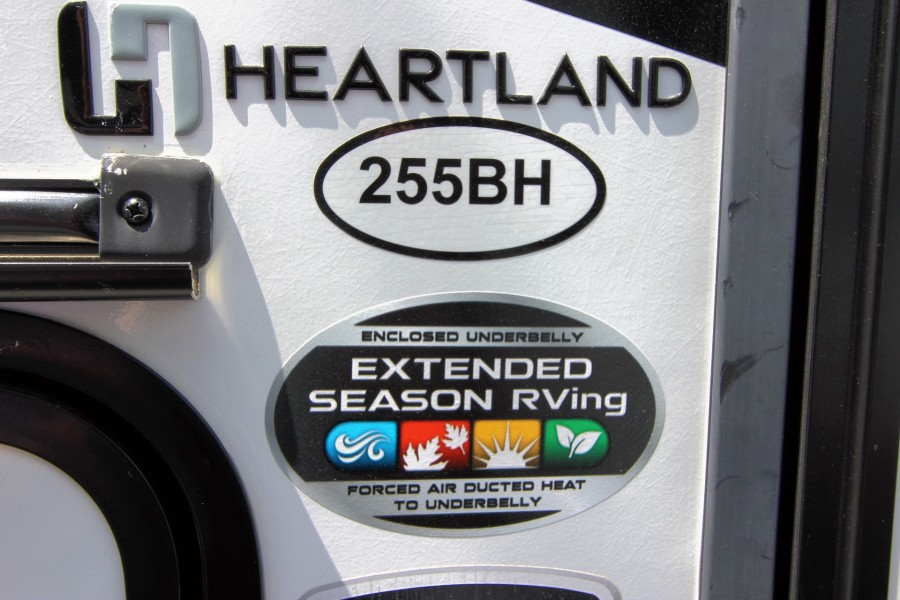 HEARTLAND
255BH
ENCLOSED UNDERBELLY
EXTENDED
SEASON RVing
FORCED AIR DUCTED HEAT
TO UNDERBELLY